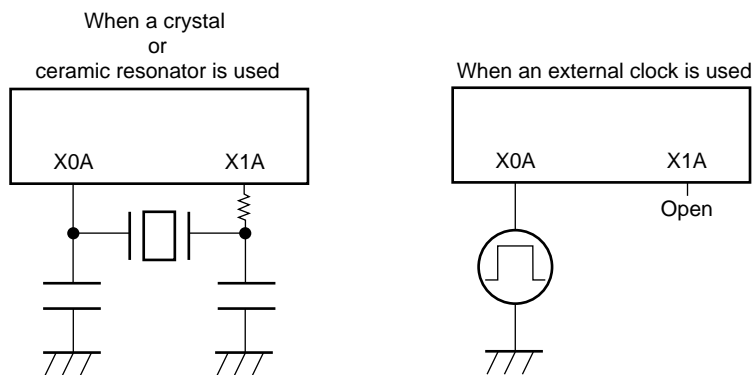 When a crystal
or
ceramic resonator is used
X0A
X1A
When an external clock is used
X0A
X1A
Open